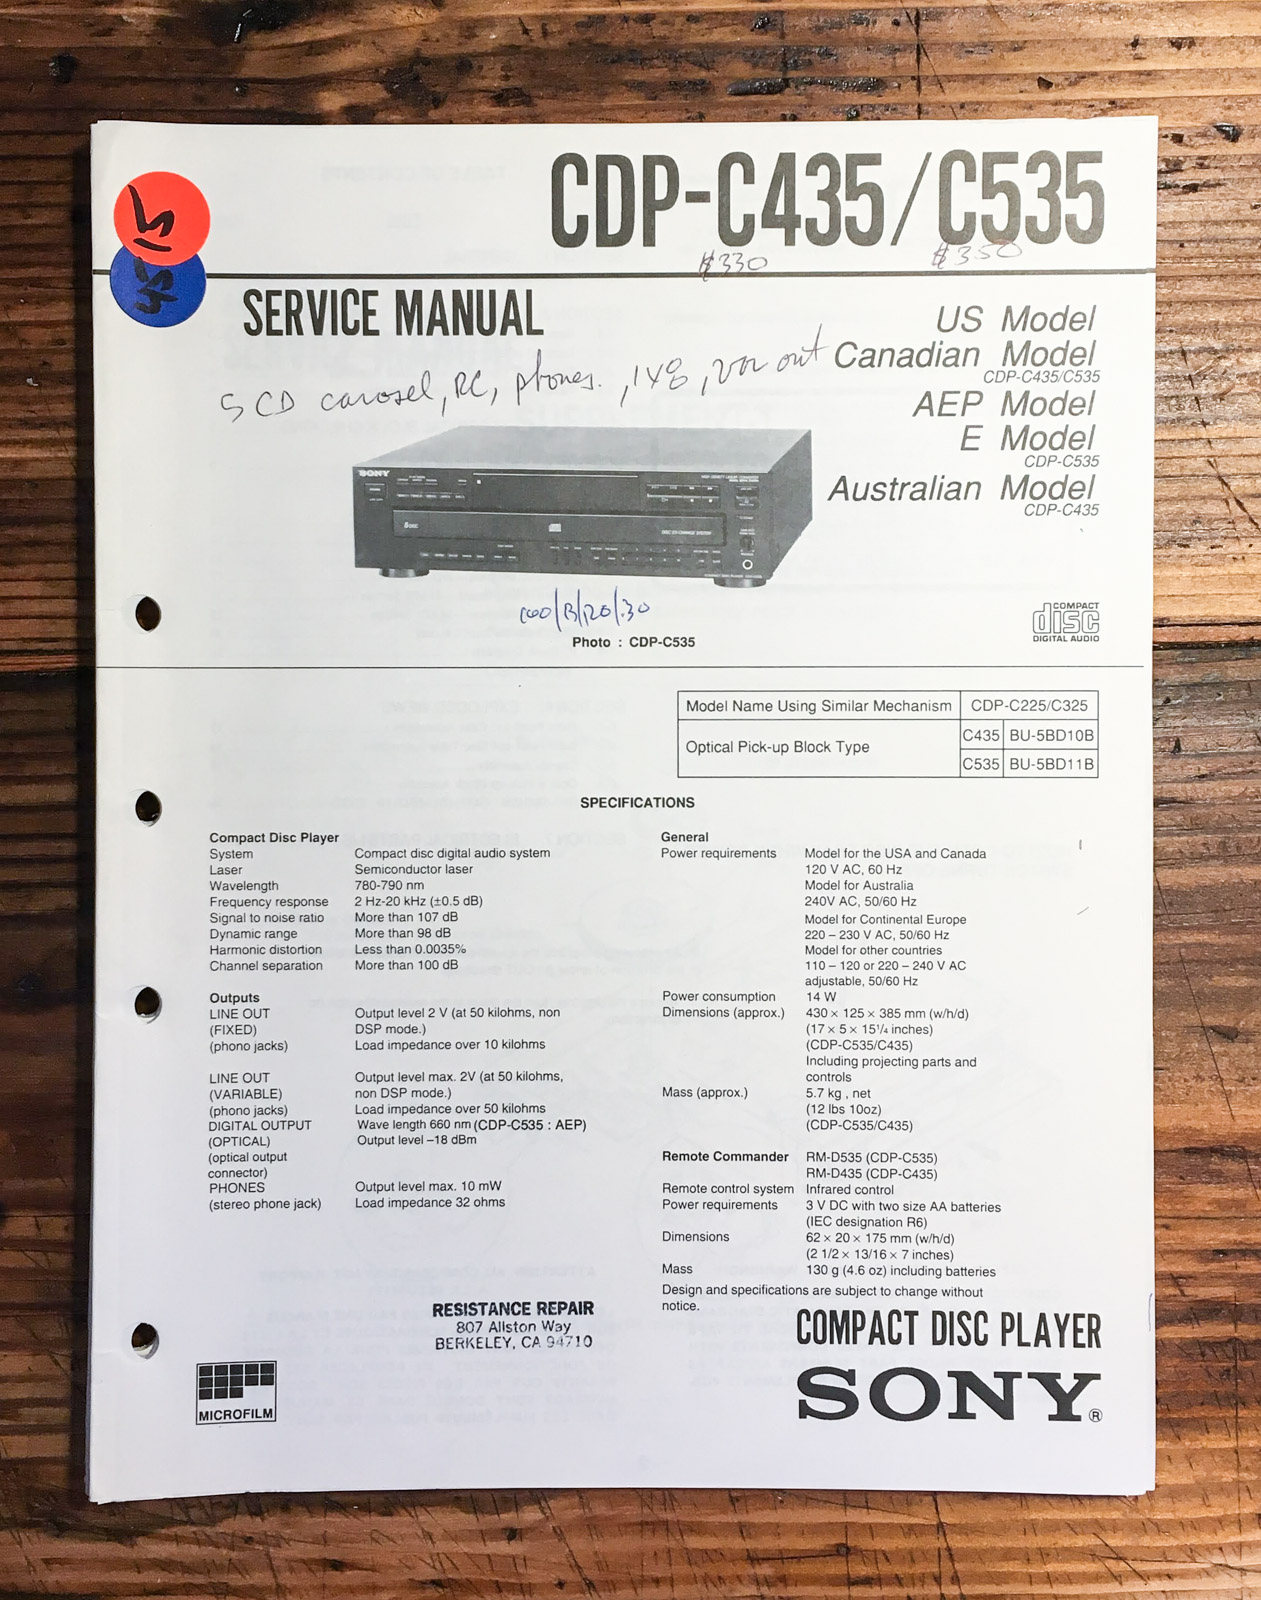 CDP-C435/C535
$330 $350
SERVICE MANUAL
5 CD carosel, RC, phones. , 1x8, var out
US Model
Canadian Model
CDP-C435/C535
AEP Model
E Model
CDP-C535
Australian Model
CDP-C435
SONY
5 DISC
DISC EX-CHANGE SYSTEM
Photo : CDP-C535
COMPACT
disc
DIGITAL AUDIO
Model Name Using Similar Mechanism CDP-C225/C325
Optical Pick-up Block Type
C435 BU-5BD10B
C535 BU-5BD11B
SPECIFICATIONS
Compact Disc Player
System Compact disc digital audio system
Laser Semiconductor laser
Wavelength 780-790 nm
Frequency response 2 Hz-20 kHz (±0.5 dB)
Signal to noise ratio More than 107 dB
Dynamic range More than 98 dB
Harmonic distortion Less than 0.0035%
Channel separation More than 100 dB
Outputs
LINE OUT Output level 2 V (at 50 kilohms, non
(FIXED) DSP mode.)
(phono jacks) Load impedance over 10 kilohms
LINE OUT Output level max. 2V (at 50 kilohms,
(VARIABLE) non DSP mode.)
(phono jacks) Load impedance over 50 kilohms
DIGITAL OUTPUT Wave length 660 nm (CDP-C535 : AEP)
(OPTICAL) Output level –18 dBm
(optical output
connector)
PHONES Output level max. 10 mW
(stereo phone jack) Load impedance 32 ohms
General
Power requirements Model for the USA and Canada
120 V AC, 60 Hz
Model for Australia
240V AC, 50/60 Hz
Model for Continental Europe
220 – 230 V AC, 50/60 Hz
Model for other countries
110 – 120 or 220 – 240 V AC
adjustable, 50/60 Hz
Power consumption 14 W
Dimensions (approx.) 430 × 125 × 385 mm (w/h/d)
(17 × 5 × 15¹/₄ inches)
(CDP-C535/C435)
Including projecting parts and
controls
Mass (approx.) 5.7 kg , net
(12 lbs 10oz)
(CDP-C535/C435)
Remote Commander RM-D535 (CDP-C535)
RM-D435 (CDP-C435)
Remote control system Infrared control
Power requirements 3 V DC with two size AA batteries
(IEC designation R6)
Dimensions 62 × 20 × 175 mm (w/h/d)
(2 1/2 × 13/16 × 7 inches)
Mass 130 g (4.6 oz) including batteries
Design and specifications are subject to change without
notice.
RESISTANCE REPAIR
807 Allston Way
BERKELEY, CA 94710
MICROFILM
COMPACT DISC PLAYER
SONY®